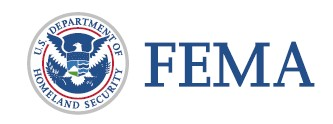 U.S. DEPARTMENT OF
HOMELAND SECURITY
FEMA